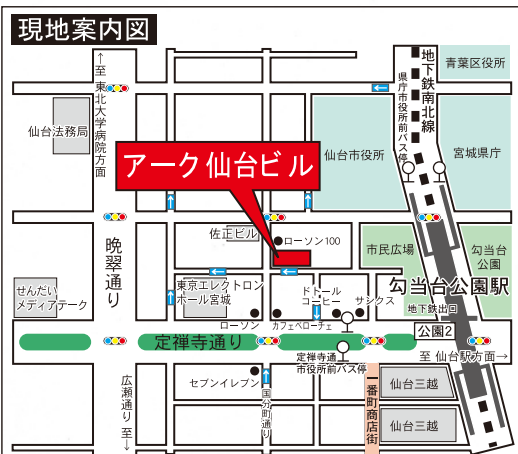 現地案内図
←至 東北大学病院方面
仙台法務局
アーク仙台ビル
仙台市役所
県庁市役所前バス停
地下鉄南北線
青葉区役所
宮城県庁
晩翠通り
佐正ビル
ローソン100
市民広場
勾当台
公園
勾当台公園駅
せんだい
メディアテーク
東京エレクトロン
ホール宮城
ドトール
コーヒー
サンクス
地下鉄出口
ローソン
カフェベローチェ
公園2
定禅寺通り
至 仙台駅方面→
定禅寺通
市役所前バス停
セブンイレブン
広瀬通り 至→
国分町通り
一番町商店街
仙台三越
仙台三越